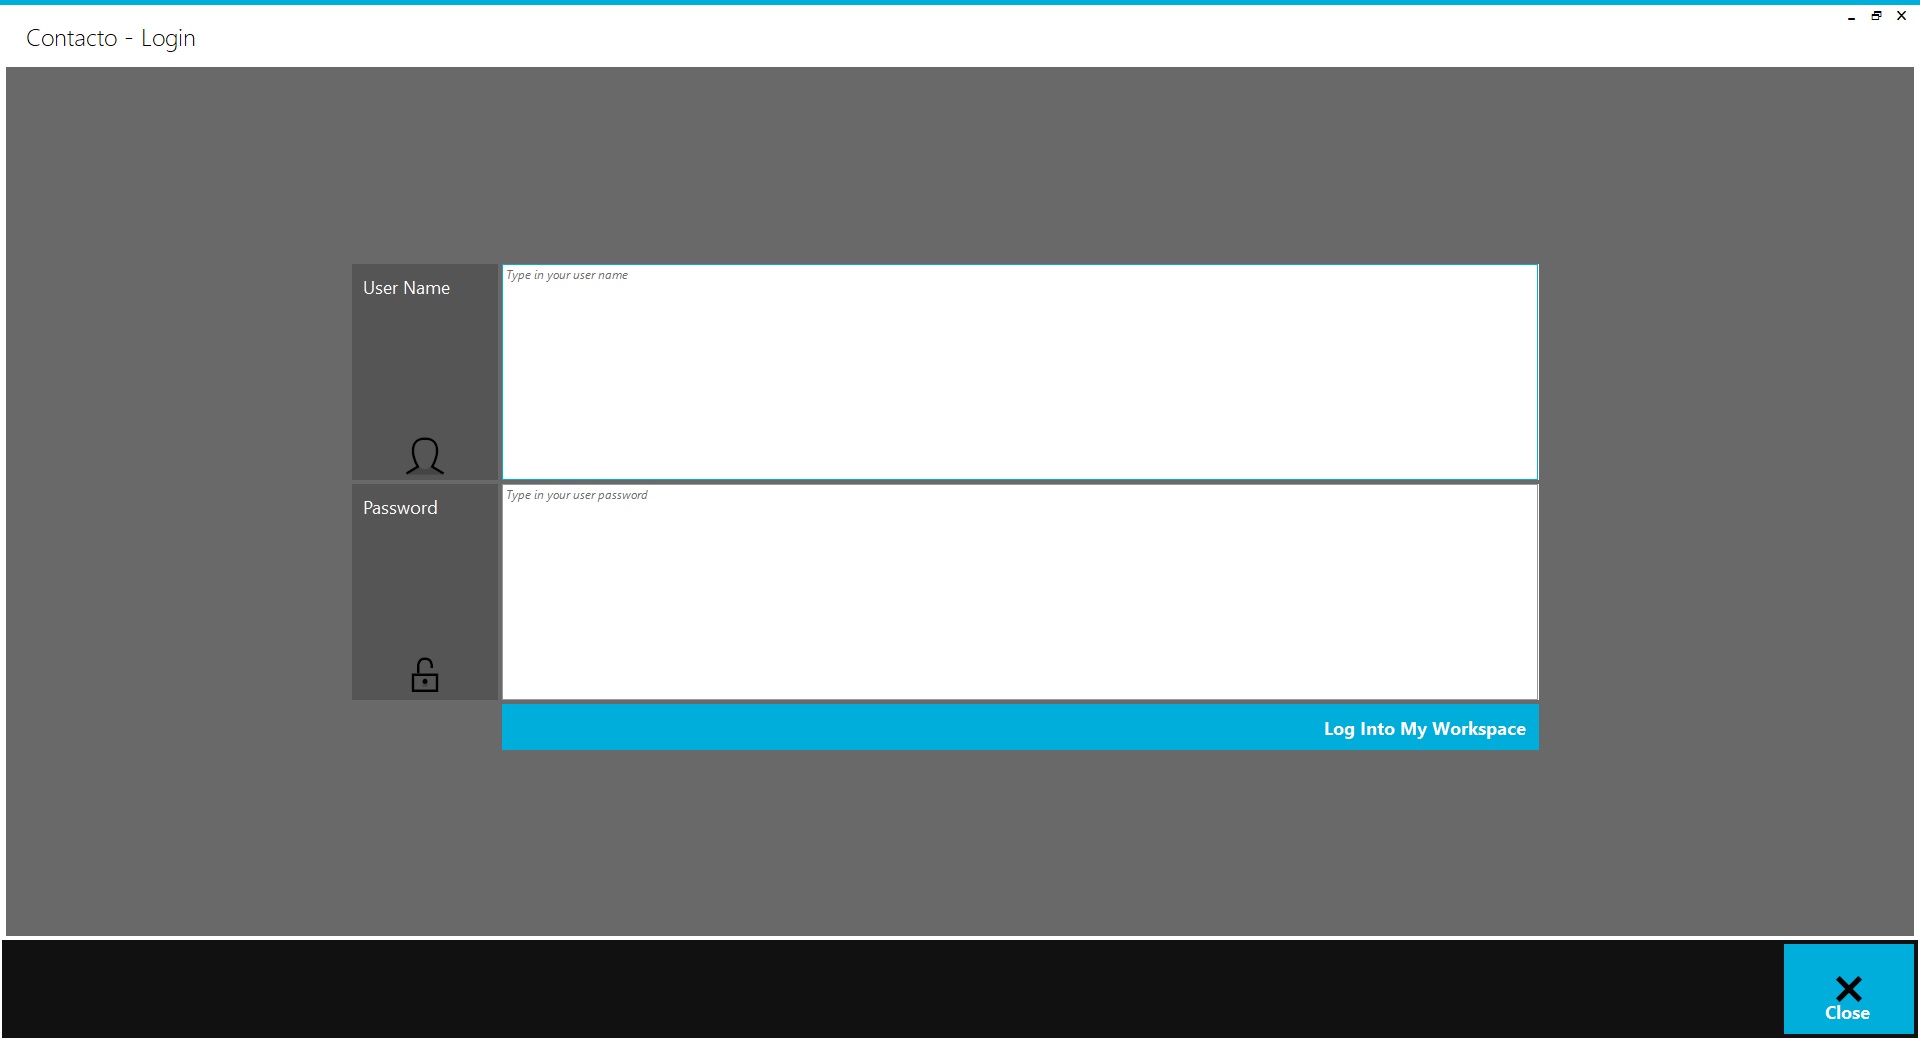 Contacto - Login
User Name
Type in your user name
Password
Type in your user password
Log Into My Workspace
Close